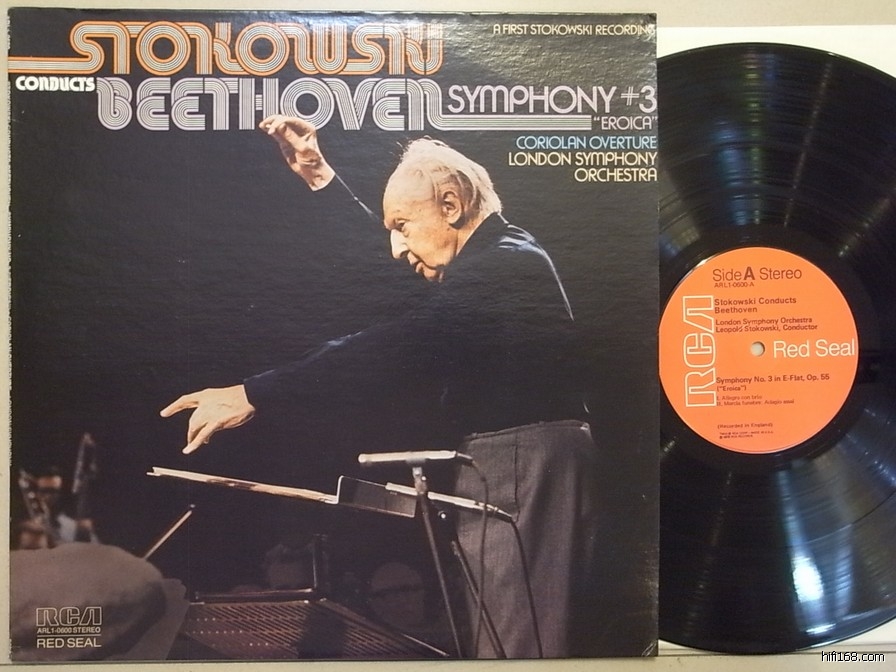 A FIRST STOKOWSKI RECORDING
STOKOWSKI
CONDUCTS
BEETHOVEN
SYMPHONY #3
"EROICA"
CORIOLAN OVERTURE
LONDON SYMPHONY
ORCHESTRA
RCA
ARL1-0600 STEREO
RED SEAL
Side A Stereo
ARL1-0600-A
Stokowski Conducts
Beethoven
London Symphony Orchestra
Leopold Stokowski, Conductor
RCA
Red Seal
Symphony No. 3 in E-Flat, Op. 55
("Eroica")
I. Allegro con brio
II. Marcia funebre: Adagio assai
(Recorded in England)
hifi168.com